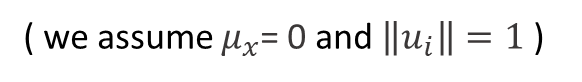 ( we assume 𝜇ₓ= 0 and ‖𝑢ᵢ‖ = 1 )